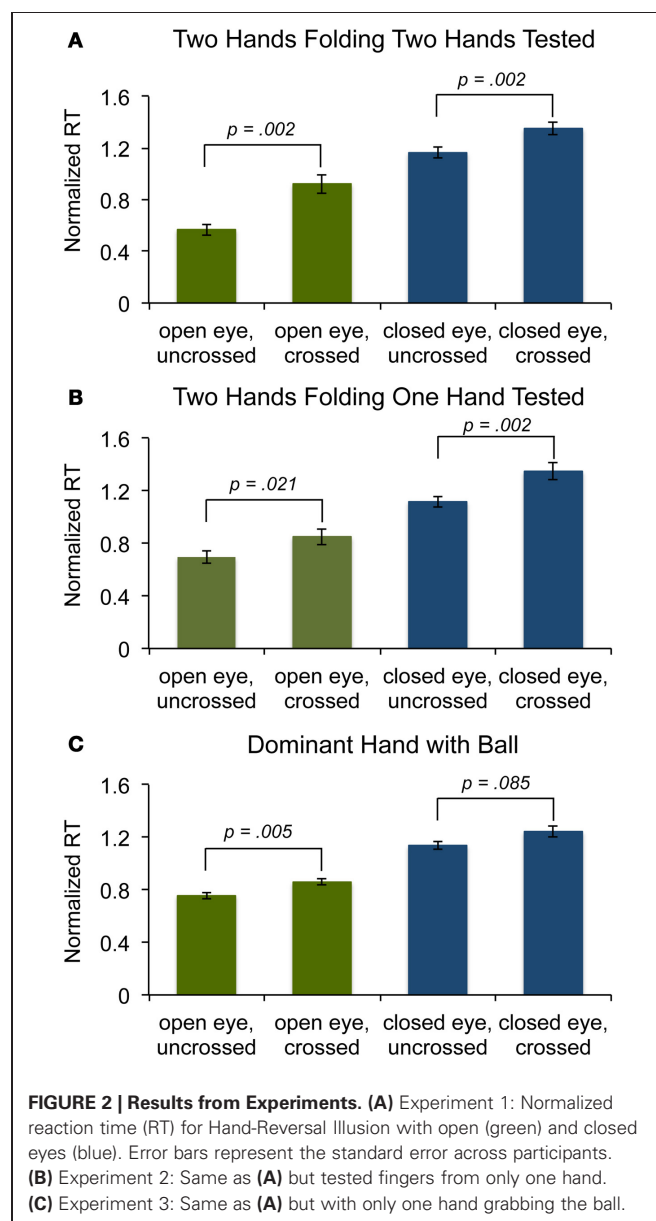 A Two Hands Folding Two Hands Tested
Normalized RT
1.6
1.2
0.8
0.4
0
p = .002
p = .002
open eye, uncrossed
open eye, crossed
closed eye, uncrossed
closed eye, crossed
B Two Hands Folding One Hand Tested
Normalized RT
1.6
1.2
0.8
0.4
0
p = .021
p = .002
open eye, uncrossed
open eye, crossed
closed eye, uncrossed
closed eye, crossed
C Dominant Hand with Ball
Normalized RT
1.6
1.2
0.8
0.4
0
p = .005
p = .085
open eye, uncrossed
open eye, crossed
closed eye, uncrossed
closed eye, crossed
FIGURE 2 | Results from Experiments. (A) Experiment 1: Normalized
reaction time (RT) for Hand-Reversal Illusion with open (green) and closed
eyes (blue). Error bars represent the standard error across participants.
(B) Experiment 2: Same as (A) but tested fingers from only one hand.
(C) Experiment 3: Same as (A) but with only one hand grabbing the ball.